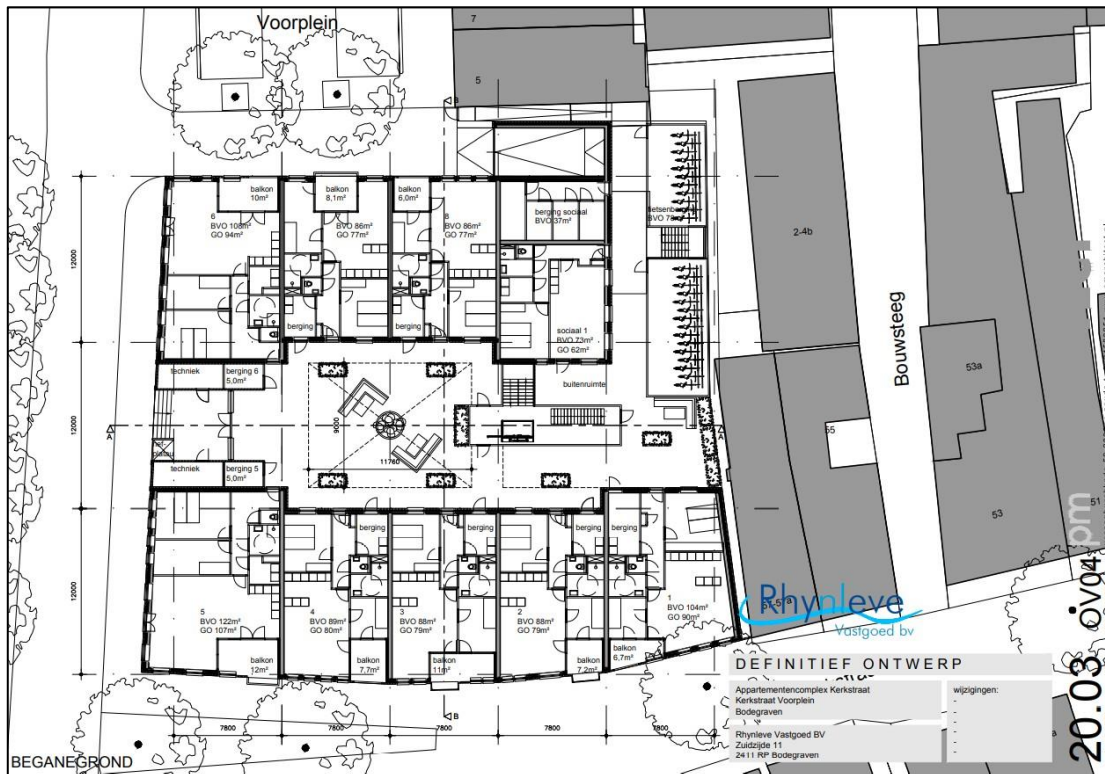 Voorplein
7
5
balkon
10m²
balkon
8,1m²
balkon
6,0m²
6
BVO 108m²
GO 94m²
7
BVO 86m²
GO 77m²
8
BVO 86m²
GO 77m²
berging sociaal
BVO 37m²
BVO 78m²
2-4b
12000
berging
berging
sociaal 1
BVO 73m²
GO 62m²
Bouwsteeg
53a
techniek
berging 6
5,0m²
buitenruimte
12000
9000
11760
A
A
55
techniek
berging 5
5,0m²
53
51
berging
berging
berging
berging
12000
5
BVO 122m²
GO 107m²
4
BVO 89m²
GO 80m²
3
BVO 88m²
GO 79m²
2
BVO 88m²
GO 79m²
1
BVO 104m²
GO 90m²
balkon
12m²
balkon
7,7m²
balkon
11m²
balkon
7,2m²
balkon
6,7m²
57-57a
Rhynleve
Vastgoed bv
B
B
7800
7800
7800
7800
7800
DEFINITIEF ONTWERP
Appartementencomplex Kerkstraat
Kerkstraat Voorplein
Bodegraven
wijzigingen:
-
-
-
-
Rhynleve Vastgoed BV
Zuidzijde 11
2411 RP Bodegraven
20.03 OV04
pm
BEGANEGROND